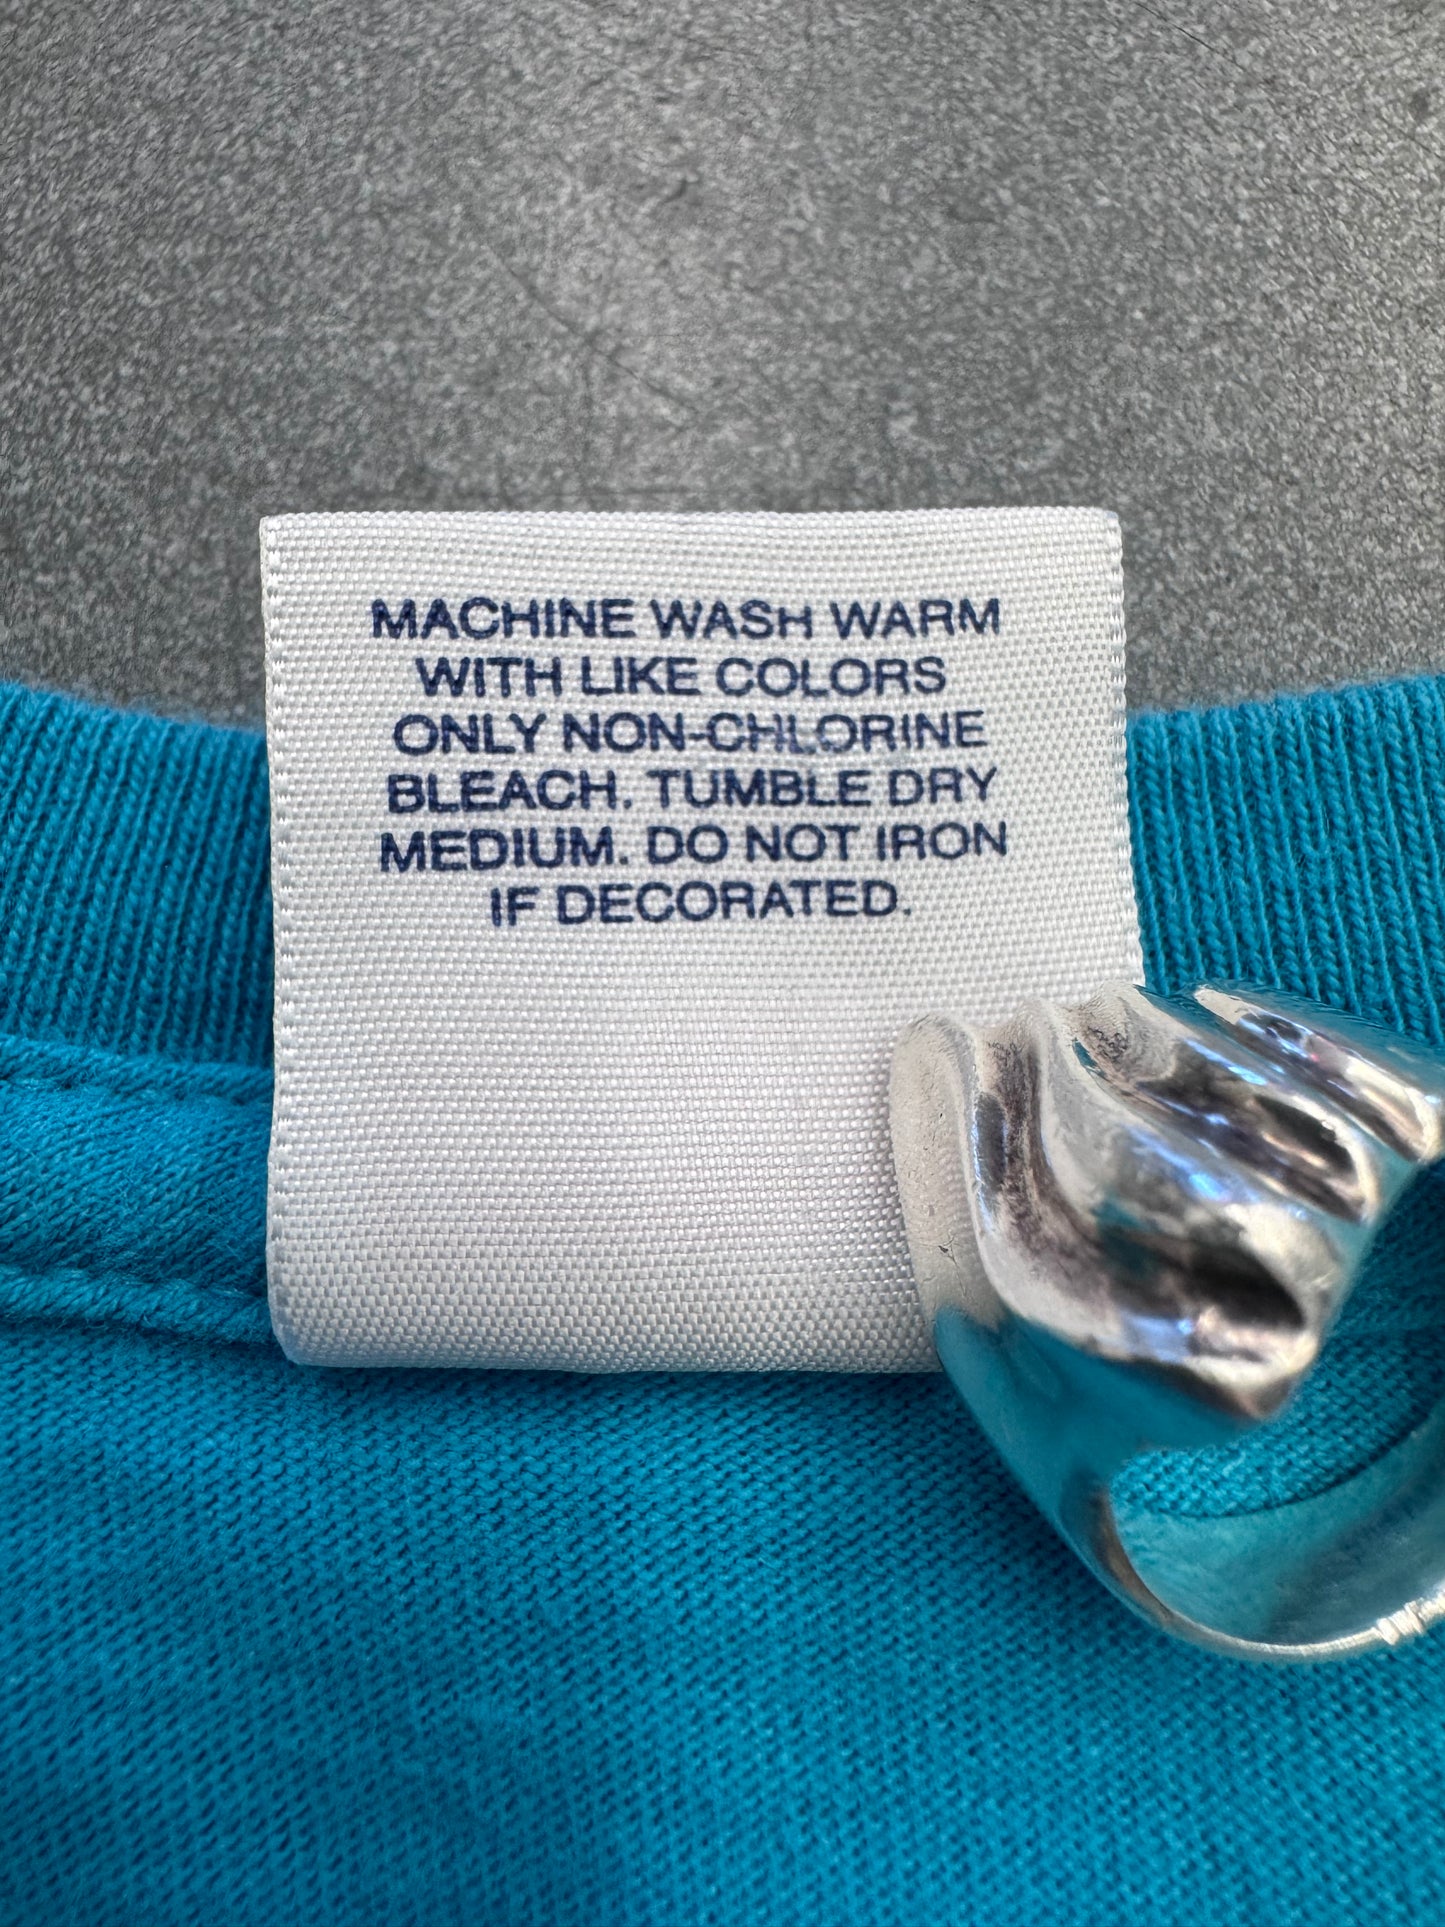 MACHINE WASH WARM
WITH LIKE COLORS
ONLY NON-CHLORINE
BLEACH. TUMBLE DRY
MEDIUM. DO NOT IRON
IF DECORATED.